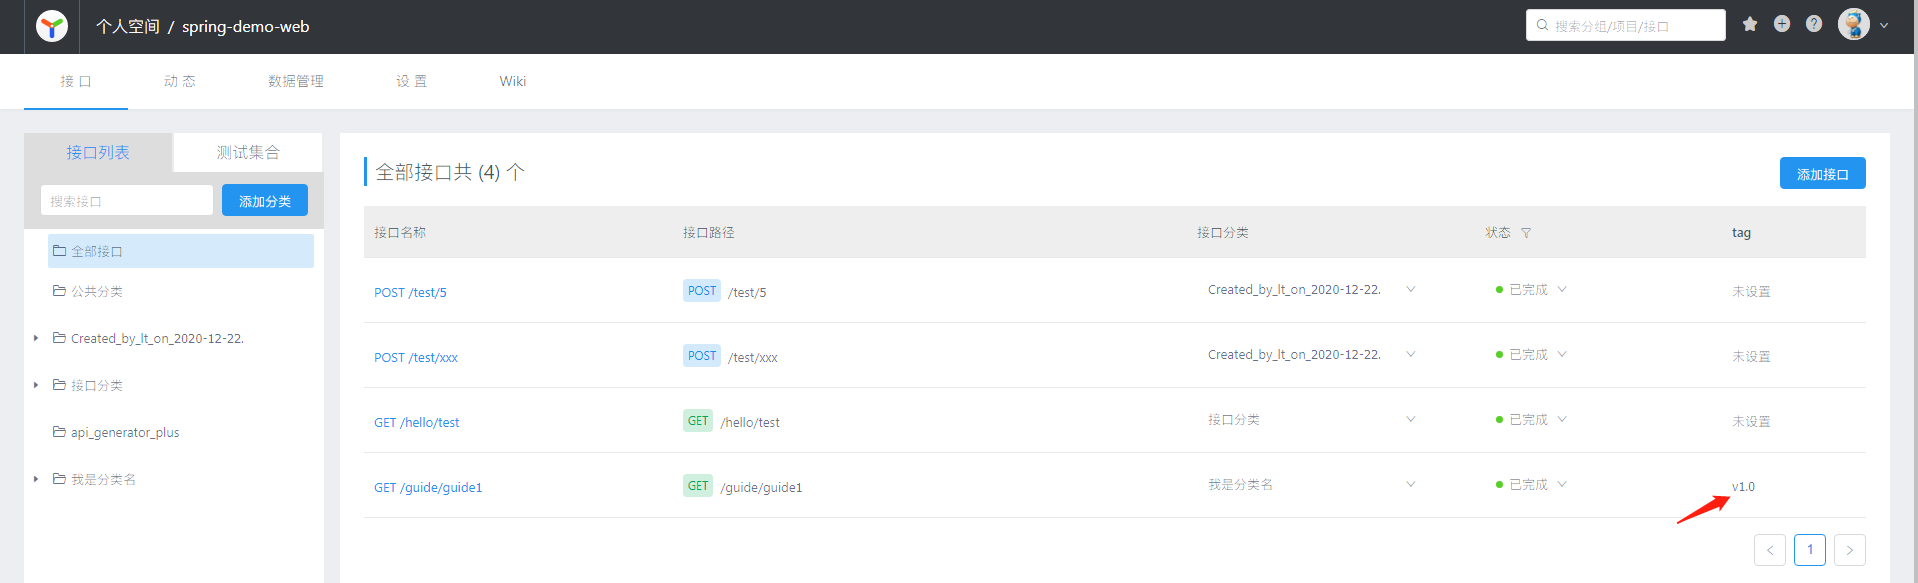 个人空间 / spring-demo-web
搜索分组/项目/接口
接 口 动 态 数据管理 设 置 Wiki
接口列表 测试集合
搜索接口 添加分类
全部接口
公共分类
Created_by_lt_on_2020-12-22.
接口分类
api_generator_plus
我是分类名
全部接口共 (4) 个
添加接口
接口名称 接口路径 接口分类 状态 tag
POST /test/5 POST /test/5 Created_by_lt_on_2020-12-22. 已完成 未设置
POST /test/xxx POST /test/xxx Created_by_lt_on_2020-12-22. 已完成 未设置
GET /hello/test GET /hello/test 接口分类 已完成 未设置
GET /guide/guide1 GET /guide/guide1 我是分类名 已完成 v1.0
< 1 >